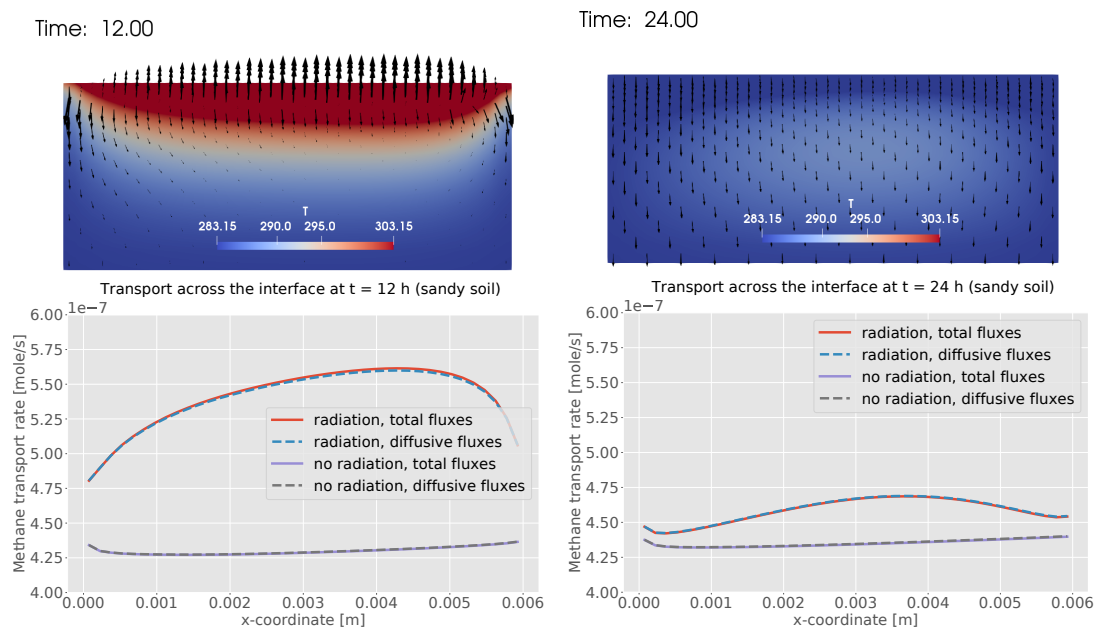 Time: 12.00
T
283.15 290.0 295.0 303.15
Transport across the interface at t = 12 h (sandy soil)
1e−7
Methane transport rate [mole/s]
6.00
5.75
5.50
5.25
5.00
4.75
4.50
4.25
4.00
radiation, total fluxes
radiation, diffusive fluxes
no radiation, total fluxes
no radiation, diffusive fluxes
0.000 0.001 0.002 0.003 0.004 0.005 0.006
x-coordinate [m]
Time: 24.00
T
283.15 290.0 295.0 303.15
Transport across the interface at t = 24 h (sandy soil)
1e−7
Methane transport rate [mole/s]
6.00
5.75
5.50
5.25
5.00
4.75
4.50
4.25
4.00
radiation, total fluxes
radiation, diffusive fluxes
no radiation, total fluxes
no radiation, diffusive fluxes
0.000 0.001 0.002 0.003 0.004 0.005 0.006
x-coordinate [m]